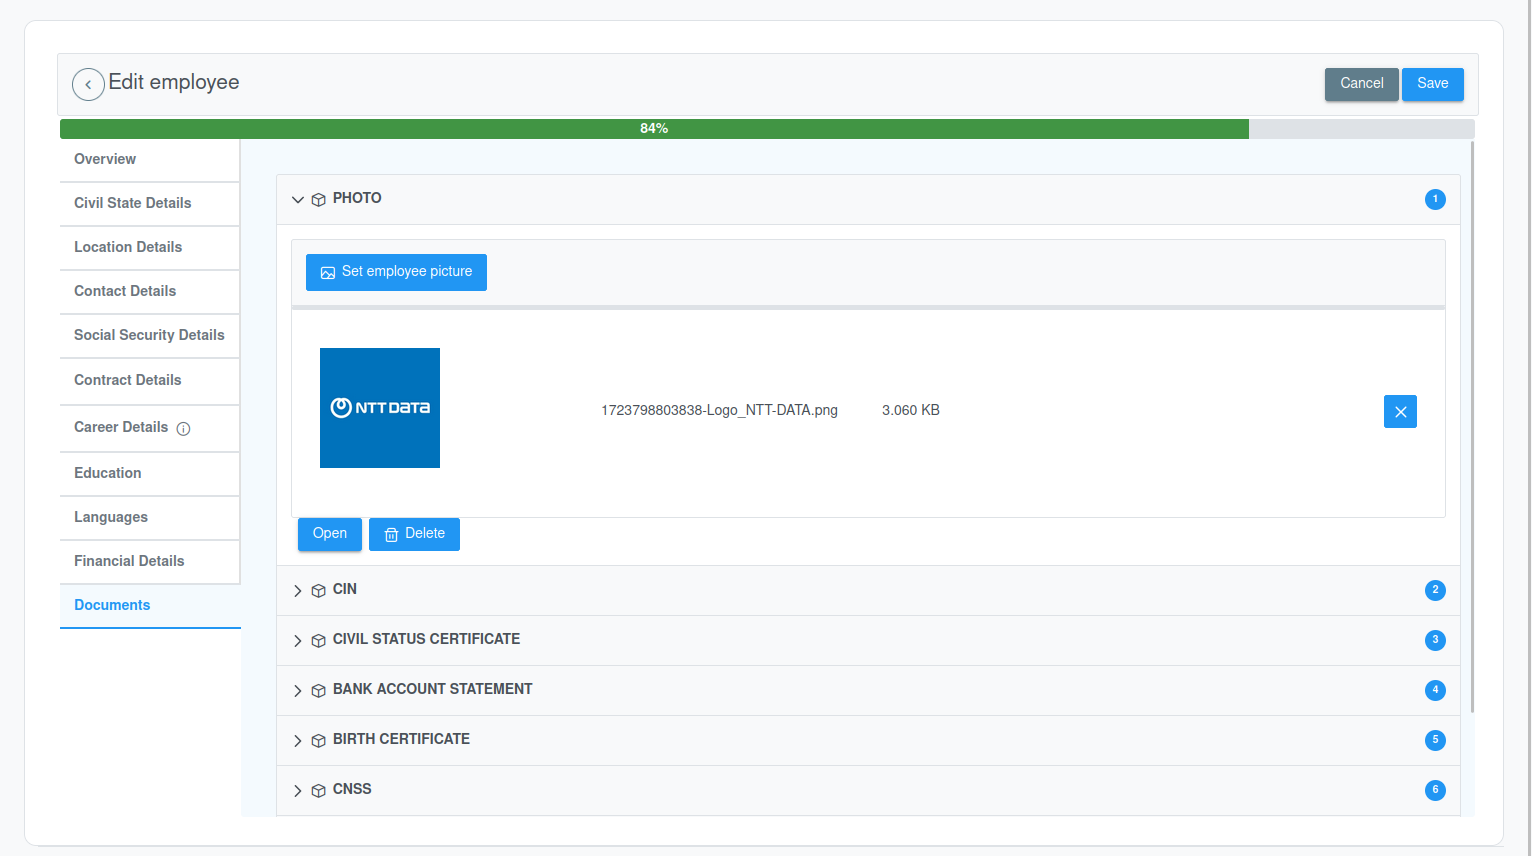 Edit employee
Cancel
Save
84%
Overview
Civil State Details
Location Details
Contact Details
Social Security Details
Contract Details
Career Details
Education
Languages
Financial Details
Documents
PHOTO
1
Set employee picture
NTT DATA
1723798803838-Logo_NTT-DATA.png
3.060 KB
Open
Delete
CIN
2
CIVIL STATUS CERTIFICATE
3
BANK ACCOUNT STATEMENT
4
BIRTH CERTIFICATE
5
CNSS
6